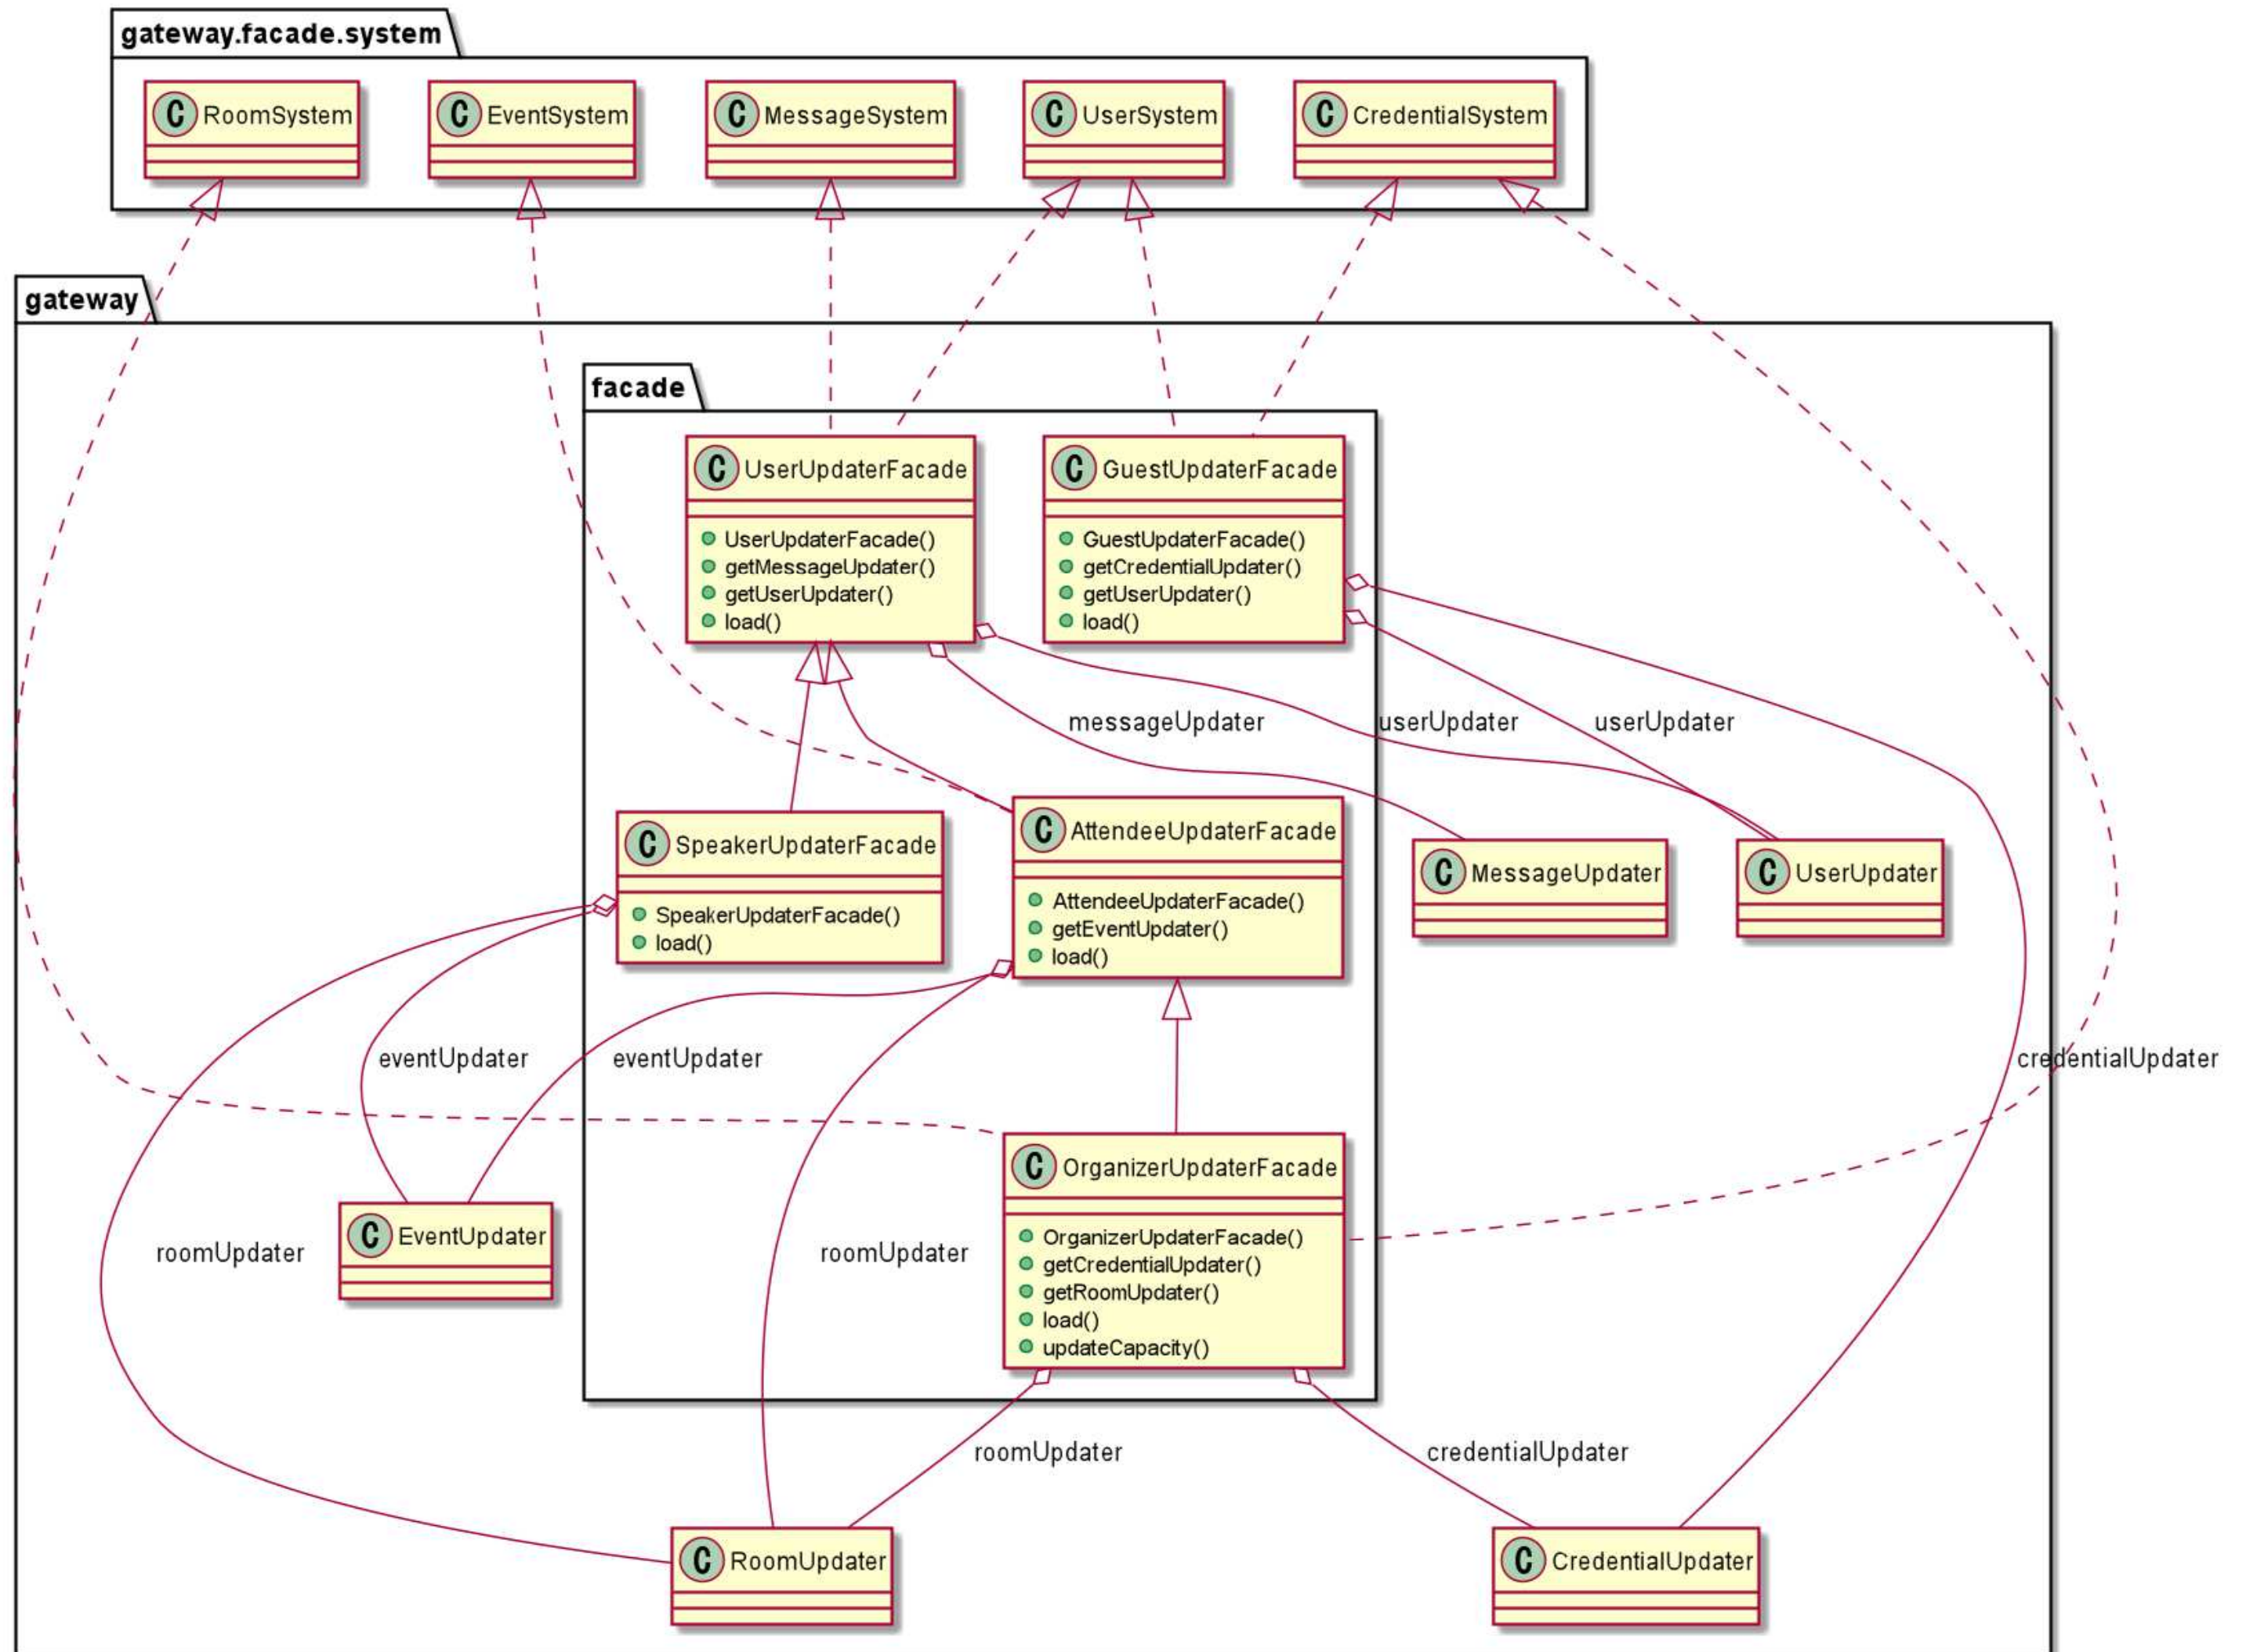 gateway.facade.system
C RoomSystem
C EventSystem
C MessageSystem
C UserSystem
C CredentialSystem
gateway
facade
C UserUpdaterFacade
UserUpdaterFacade()
getMessageUpdater()
getUserUpdater()
load()
C GuestUpdaterFacade
GuestUpdaterFacade()
getCredentialUpdater()
getUserUpdater()
load()
messageUpdater
userUpdater
userUpdater
C SpeakerUpdaterFacade
SpeakerUpdaterFacade()
load()
C AttendeeUpdaterFacade
AttendeeUpdaterFacade()
getEventUpdater()
load()
C MessageUpdater
C UserUpdater
eventUpdater
eventUpdater
credentialUpdater
C OrganizerUpdaterFacade
OrganizerUpdaterFacade()
getCredentialUpdater()
getRoomUpdater()
load()
updateCapacity()
roomUpdater
C EventUpdater
roomUpdater
roomUpdater
credentialUpdater
C RoomUpdater
C CredentialUpdater